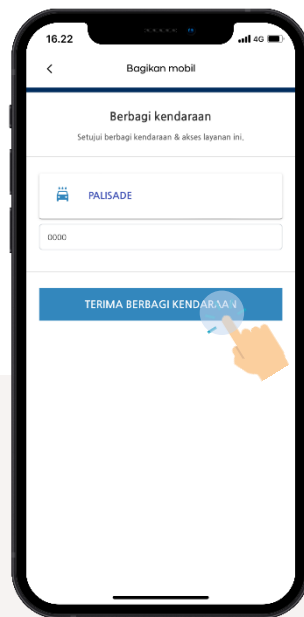 16.22
4G
Bagikan mobil
Berbagi kendaraan
Setujui berbagi kendaraan & akses layanan ini.
PALISADE
0000
TERIMA BERBAGI KENDARAAN